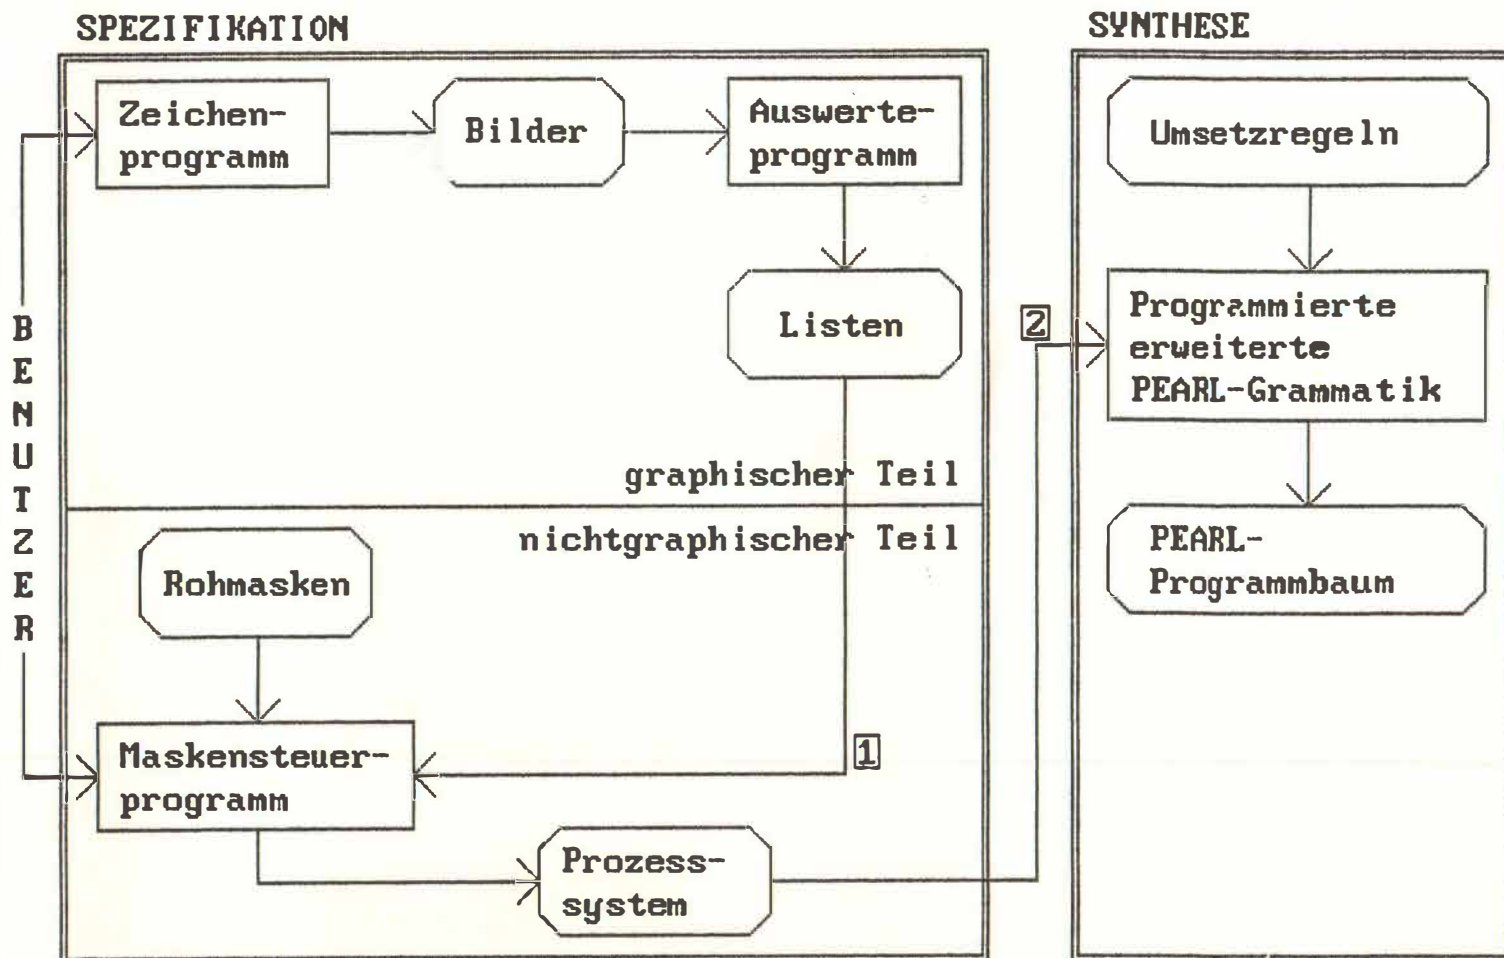 SPEZIFIKATION
SYNTHESE
Zeichen-
programm
Bilder
Auswerte-
programm
Umsetzregeln
Listen
2
Programmierte
erweiterte
PEARL-Grammatik
BENUTZER
graphischer Teil
nichtgraphischer Teil
Rohmasken
PEARL-
Programmbaum
Maskensteuer-
programm
1
Prozess-
system